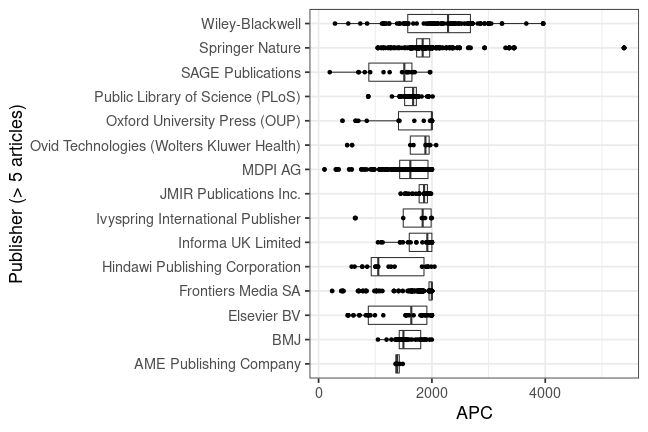 Publisher (> 5 articles)
Wiley-Blackwell
Springer Nature
SAGE Publications
Public Library of Science (PLoS)
Oxford University Press (OUP)
Ovid Technologies (Wolters Kluwer Health)
MDPI AG
JMIR Publications Inc.
Ivyspring International Publisher
Informa UK Limited
Hindawi Publishing Corporation
Frontiers Media SA
Elsevier BV
BMJ
AME Publishing Company
0 2000 4000
APC